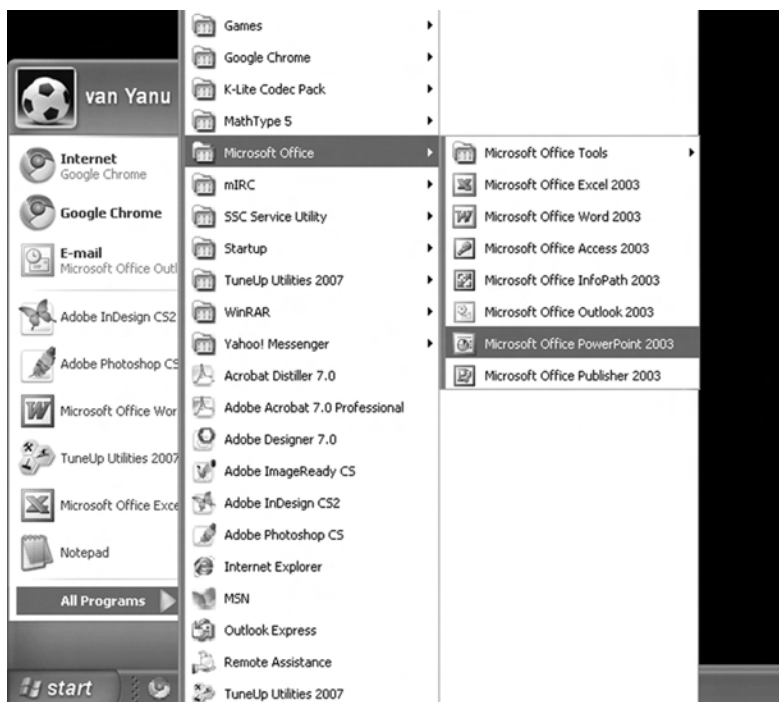 van Yanu
Internet
Google Chrome
Google Chrome
E-mail
Microsoft Office Outl
Adobe InDesign CS2
Adobe Photoshop CS
Microsoft Office Wor
TuneUp Utilities 2007
Microsoft Office Exce
Notepad
All Programs
start
Games
Google Chrome
K-Lite Codec Pack
MathType 5
Microsoft Office
mIRC
SSC Service Utility
Startup
TuneUp Utilities 2007
WinRAR
Yahoo! Messenger
Acrobat Distiller 7.0
Adobe Acrobat 7.0 Professional
Adobe Designer 7.0
Adobe ImageReady CS
Adobe InDesign CS2
Adobe Photoshop CS
Internet Explorer
MSN
Outlook Express
Remote Assistance
TuneUp Utilities 2007
Microsoft Office Tools
Microsoft Office Excel 2003
Microsoft Office Word 2003
Microsoft Office Access 2003
Microsoft Office InfoPath 2003
Microsoft Office Outlook 2003
Microsoft Office PowerPoint 2003
Microsoft Office Publisher 2003